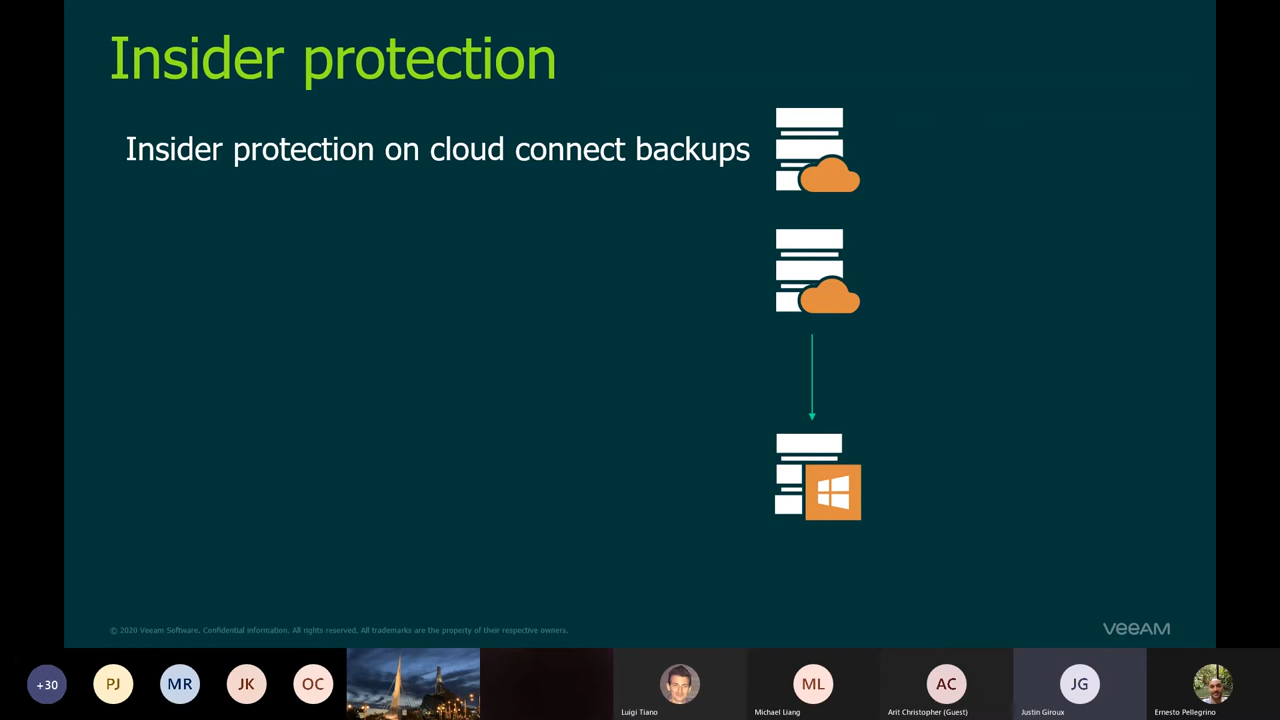 Insider protection
Insider protection on cloud connect backups
© 2020 Veeam Software. Confidential information. All rights reserved. All trademarks are the property of their respective owners.
VEEAM
+30
PJ
MR
JK
OC
Luigi Tiano
ML
Michael Liang
AC
Arit Christopher (Guest)
JG
Justin Giroux
Ernesto Pellegrino